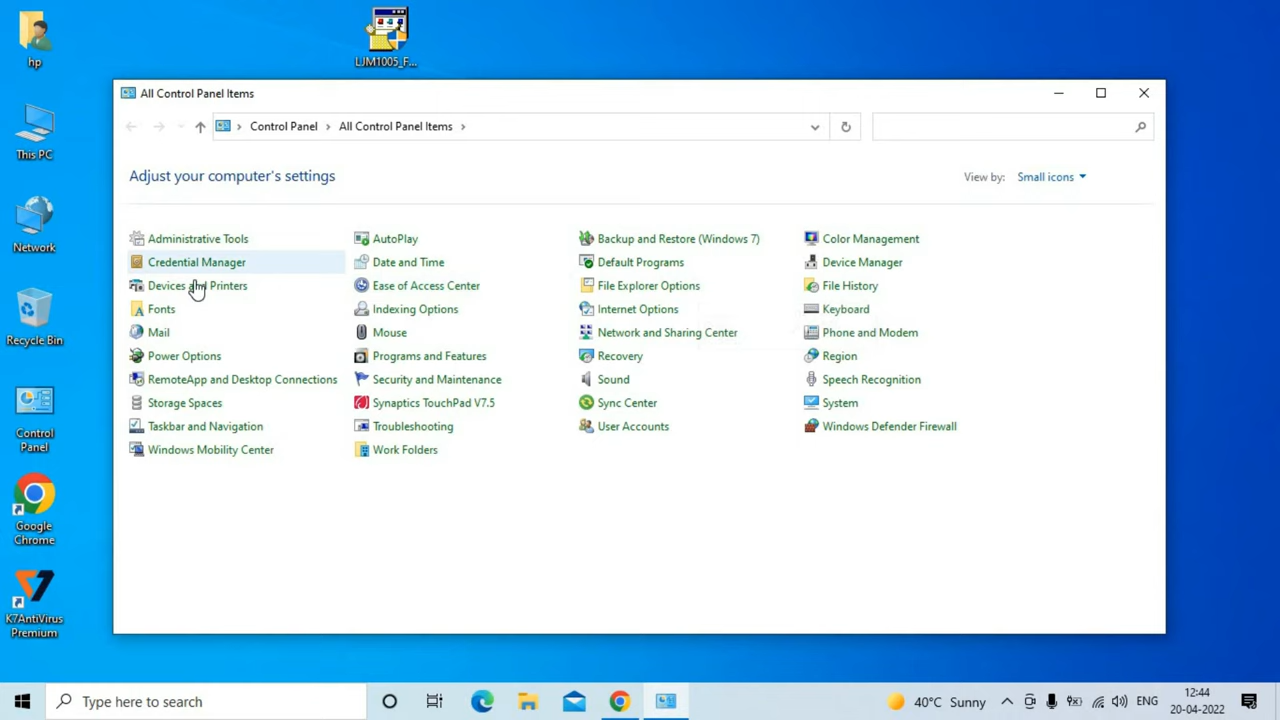 hp
LJM1005_F...
This PC
Network
Recycle Bin
Control
Panel
Google
Chrome
K7AntiVirus
Premium
All Control Panel Items
Control Panel
All Control Panel Items
Adjust your computer's settings
View by: Small icons
Administrative Tools
AutoPlay
Backup and Restore (Windows 7)
Color Management
Credential Manager
Date and Time
Default Programs
Device Manager
Devices and Printers
Ease of Access Center
File Explorer Options
File History
Fonts
Indexing Options
Internet Options
Keyboard
Mail
Mouse
Network and Sharing Center
Phone and Modem
Power Options
Programs and Features
Recovery
Region
RemoteApp and Desktop Connections
Security and Maintenance
Sound
Speech Recognition
Storage Spaces
Synaptics TouchPad V7.5
Sync Center
System
Taskbar and Navigation
Troubleshooting
User Accounts
Windows Defender Firewall
Windows Mobility Center
Work Folders
Type here to search
40°C Sunny
ENG
12:44
20-04-2022